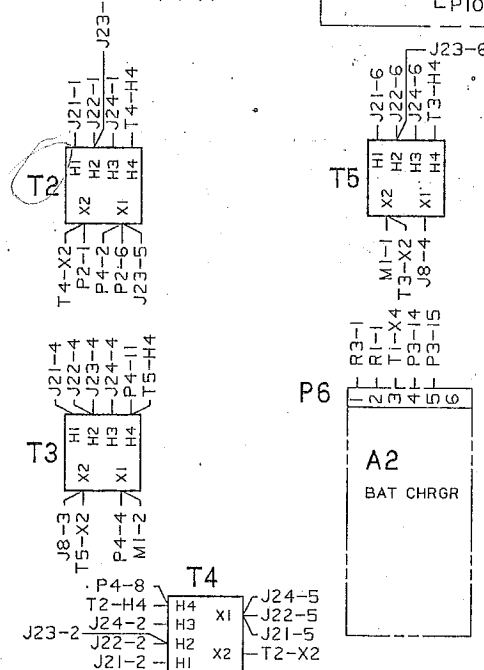 P10
J23-
J23-6
J21-1
J22-1
J24-1
T4-H4
H1
H2
H3
H4
T2
X2
X1
T4-X2
P2-1
P4-2
P2-6
J23-5
J21-6
J22-6
J24-6
T3-H4
H1
H2
H3
H4
T5
X2
X1
M1-1
T3-X2
J8-4
J21-4
J22-4
J23-4
J24-4
P4-11
T5-H4
H1
H2
H3
H4
T3
X2
X1
J8-3
T5-X2
P4-4
M1-2
R3-1
R1-1
T1-X4
P3-14
P3-15
P6
1
2
3
4
5
6
A2
BAT CHRGR
T4
P4-8
T2-H4
J24-2
J23-2
J22-2
J21-2
H4
H3
H2
H1
X1
X2
J24-5
J22-5
J21-5
T2-X2